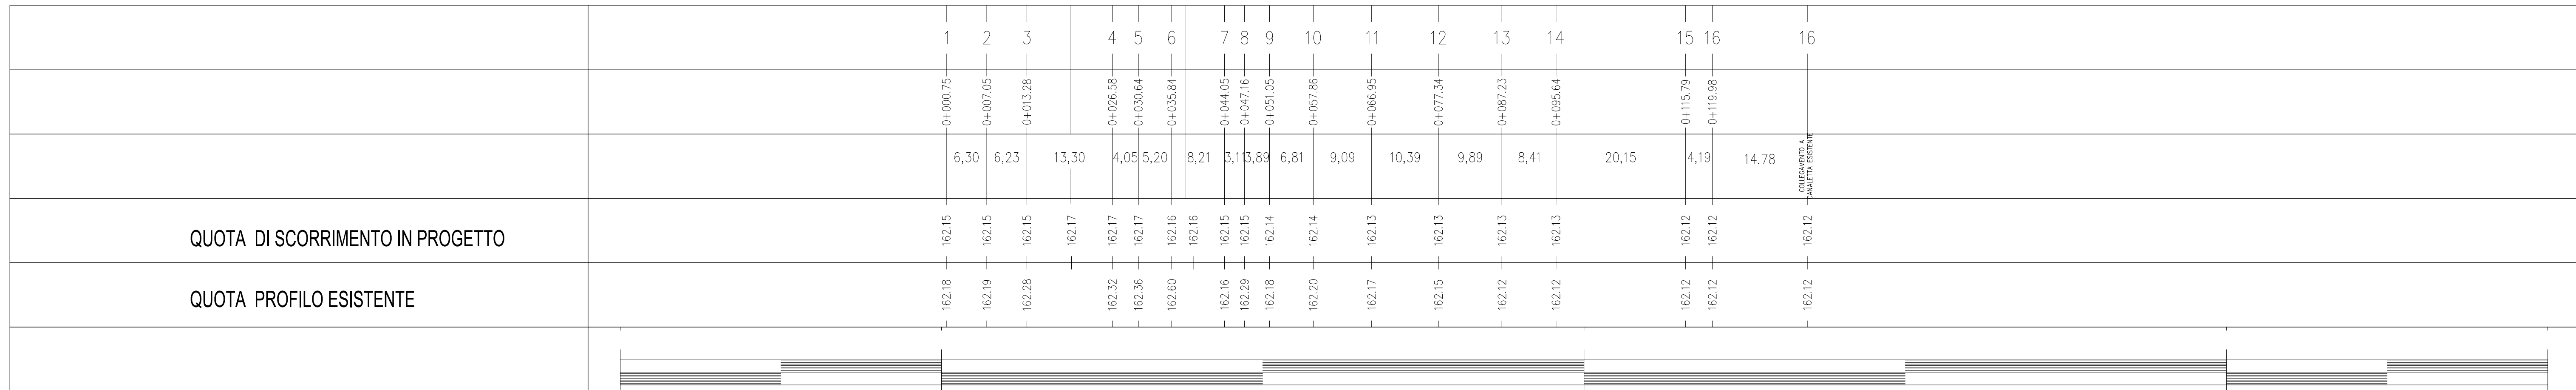 1 2 3 4 5 6 7 8 9 10 11 12 13 14 15 16 16
0+000.75 0+007.05 0+013.28 0+026.58 0+030.64 0+035.84 0+044.05 0+047.16 0+051.05 0+057.86 0+066.95 0+077.34 0+087.23 0+095.64 0+115.79 0+119.98
6,30 6,23 13,30 4,05 5,20 8,21 3,11 3,89 6,81 9,09 10,39 9,89 8,41 20,15 4,19 14.78
COLLEGAMENTO A
CANALETTA ESISTENTE
QUOTA DI SCORRIMENTO IN PROGETTO
162.15 162.15 162.15 162.17 162.17 162.17 162.16 162.16 162.15 162.15 162.14 162.14 162.13 162.13 162.13 162.13 162.12 162.12 162.12
QUOTA PROFILO ESISTENTE
162.18 162.19 162.28 162.32 162.36 162.60 162.16 162.29 162.18 162.20 162.17 162.15 162.12 162.12 162.12 162.12 162.12